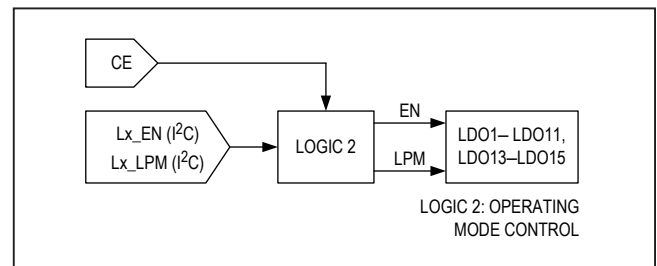 CE
Lx_EN (I²C)
Lx_LPM (I²C)
LOGIC 2
EN
LPM
LDO1– LDO11,
LDO13–LDO15
LOGIC 2: OPERATING
MODE CONTROL